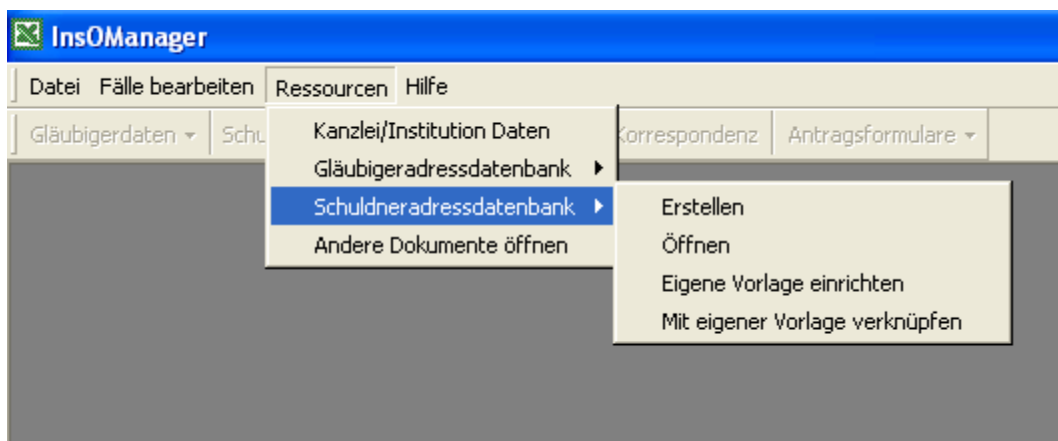 InsOManager
Datei Fälle bearbeiten Ressourcen Hilfe
Gläubigerdaten Korrespondenz Antragsformulare
Kanzlei/Institution Daten
Gläubigeradressdatenbank
Schuldneradressdatenbank
Andere Dokumente öffnen
Erstellen
Öffnen
Eigene Vorlage einrichten
Mit eigener Vorlage verknüpfen